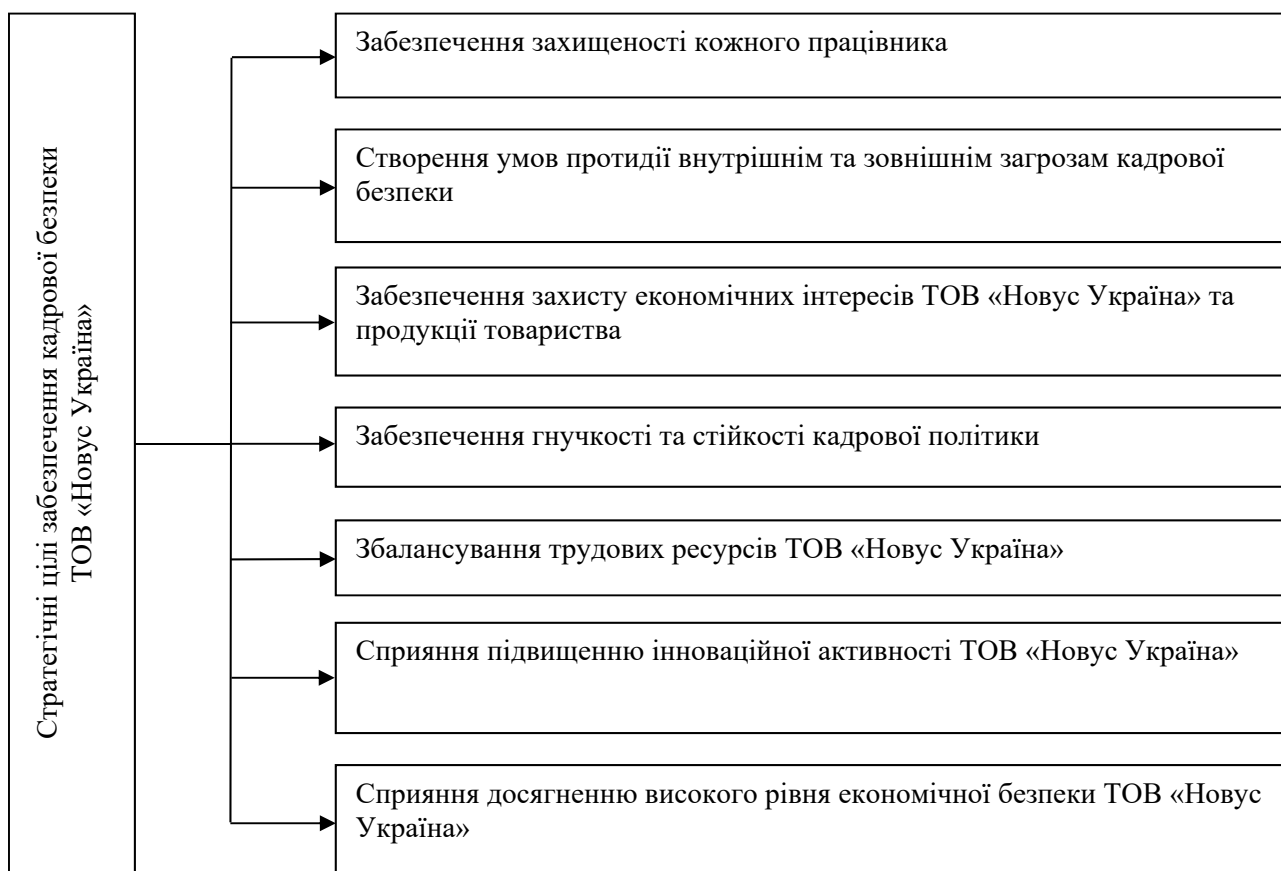 Стратегічні цілі забезпечення кадрової безпеки
ТОВ «Новус Україна»
Забезпечення захищеності кожного працівника
Створення умов протидії внутрішнім та зовнішнім загрозам кадрової
безпеки
Забезпечення захисту економічних інтересів ТОВ «Новус Україна» та
продукції товариства
Забезпечення гнучкості та стійкості кадрової політики
Збалансування трудових ресурсів ТОВ «Новус Україна»
Сприяння підвищенню інноваційної активності ТОВ «Новус Україна»
Сприяння досягненню високого рівня економічної безпеки ТОВ «Новус
Україна»